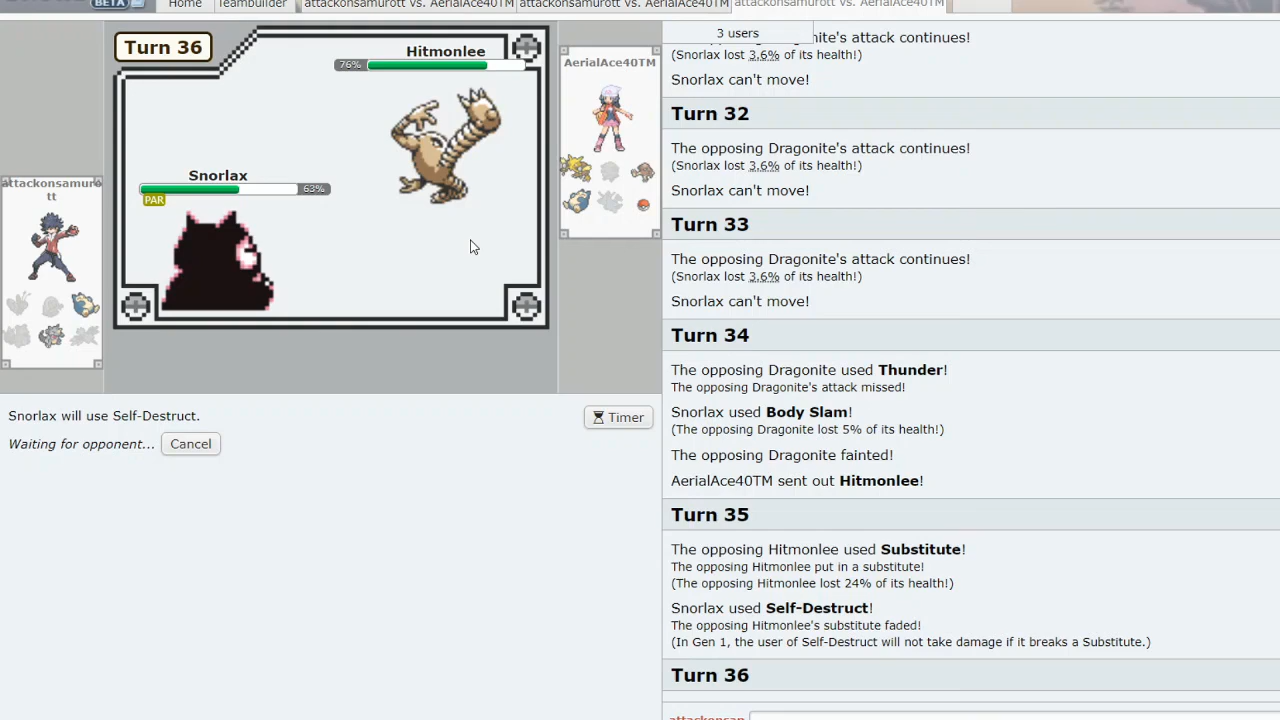 BETA
Home
Teambuilder
attackonsamurott vs. AerialAce40TM
attackonsamurott vs. AerialAce40TM
attackonsamurott vs. AerialAce40TM
Turn 36
Hitmonlee
76%
Snorlax
63%
PAR
attackonsamuro
tt
AerialAce40TM
Snorlax will use Self-Destruct.
Waiting for opponent...
Cancel
Timer
3 users
Dragonite's attack continues!
(Snorlax lost 3.6% of its health!)
Snorlax can't move!
Turn 32
The opposing Dragonite's attack continues!
(Snorlax lost 3.6% of its health!)
Snorlax can't move!
Turn 33
The opposing Dragonite's attack continues!
(Snorlax lost 3.6% of its health!)
Snorlax can't move!
Turn 34
The opposing Dragonite used Thunder!
The opposing Dragonite's attack missed!
Snorlax used Body Slam!
(The opposing Dragonite lost 5% of its health!)
The opposing Dragonite fainted!
AerialAce40TM sent out Hitmonlee!
Turn 35
The opposing Hitmonlee used Substitute!
The opposing Hitmonlee put in a substitute!
(The opposing Hitmonlee lost 24% of its health!)
Snorlax used Self-Destruct!
The opposing Hitmonlee's substitute faded!
(In Gen 1, the user of Self-Destruct will not take damage if it breaks a Substitute.)
Turn 36